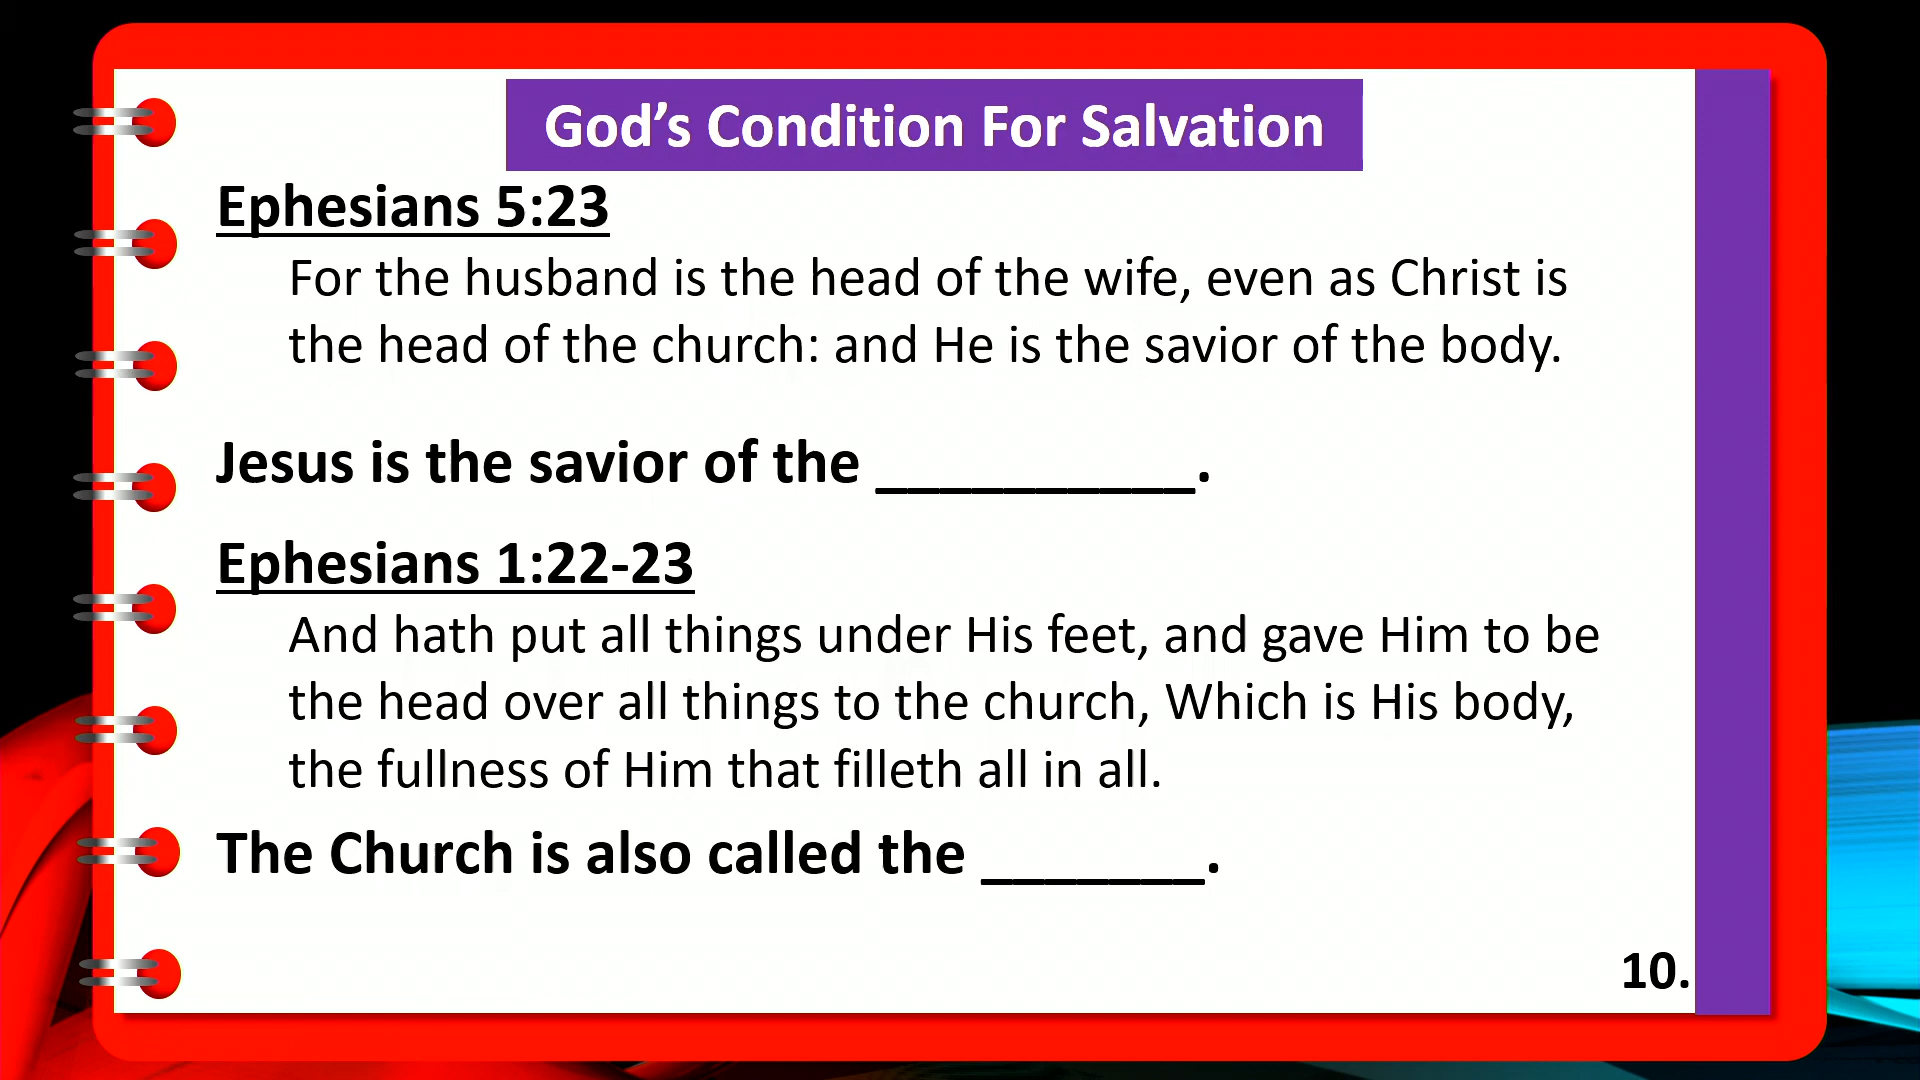 God’s Condition For Salvation
Ephesians 5:23
For the husband is the head of the wife, even as Christ is
the head of the church: and He is the savior of the body.
Jesus is the savior of the __________.
Ephesians 1:22-23
And hath put all things under His feet, and gave Him to be
the head over all things to the church, Which is His body,
the fullness of Him that filleth all in all.
The Church is also called the _______.
10.